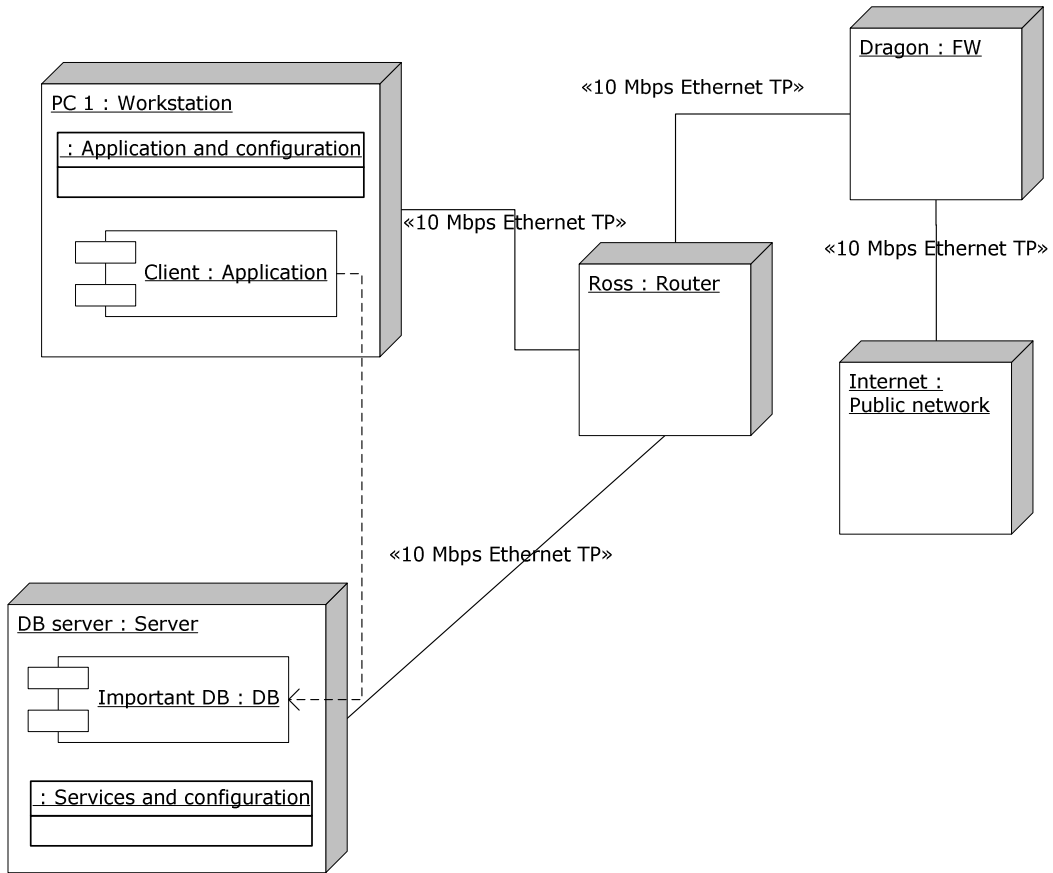 Dragon : FW
«10 Mbps Ethernet TP»
PC 1 : Workstation
: Application and configuration
«10 Mbps Ethernet TP»
«10 Mbps Ethernet TP»
Client : Application
Ross : Router
Internet :
Public network
«10 Mbps Ethernet TP»
DB server : Server
Important DB : DB
: Services and configuration